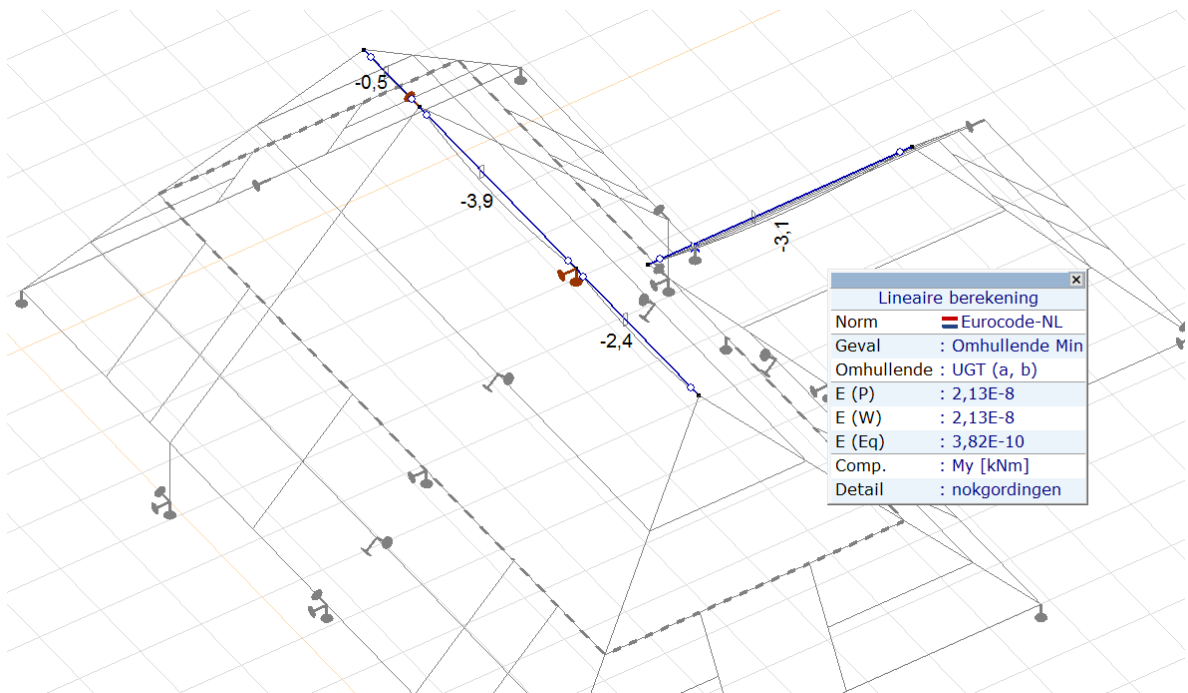 -0,5
-3,9
-3,1
-2,4
Lineaire berekening
Norm Eurocode-NL
Geval : Omhullende Min
Omhullende : UGT (a, b)
E (P) : 2,13E-8
E (W) : 2,13E-8
E (Eq) : 3,82E-10
Comp. : My [kNm]
Detail : nokgordingen